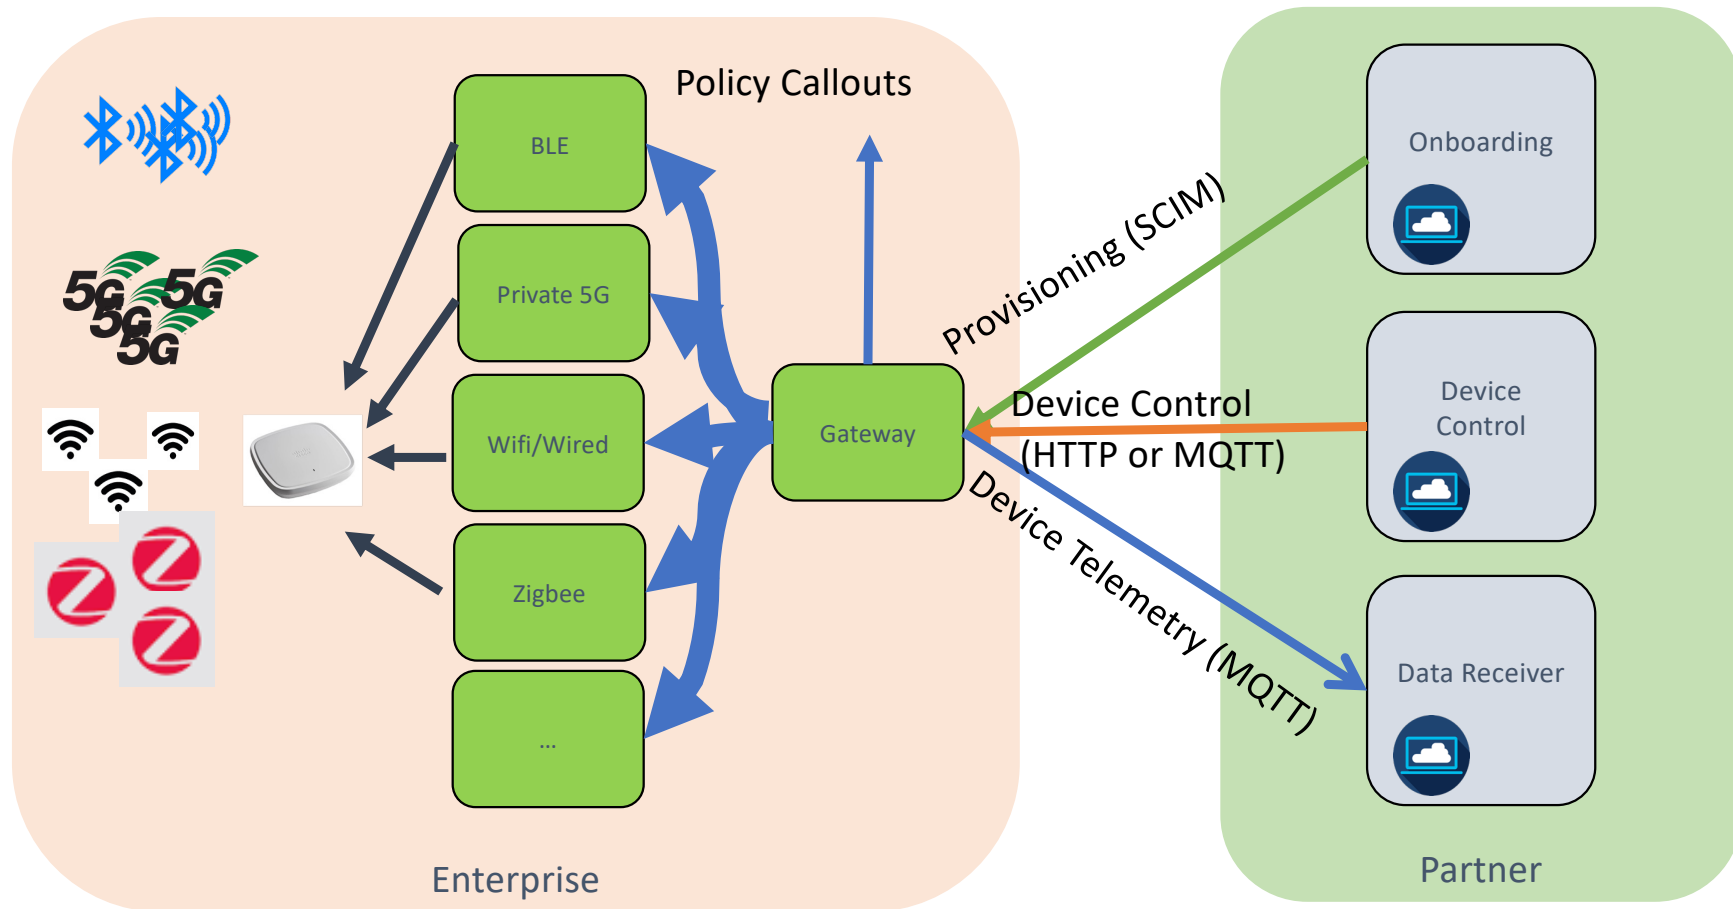 Policy Callouts
BLE
Private 5G
Wifi/Wired
Zigbee
...
Gateway
5G
5G
5G
5G
Provisioning (SCIM)
Device Control
(HTTP or MQTT)
Device Telemetry (MQTT)
Onboarding
Device
Control
Data Receiver
Enterprise
Partner